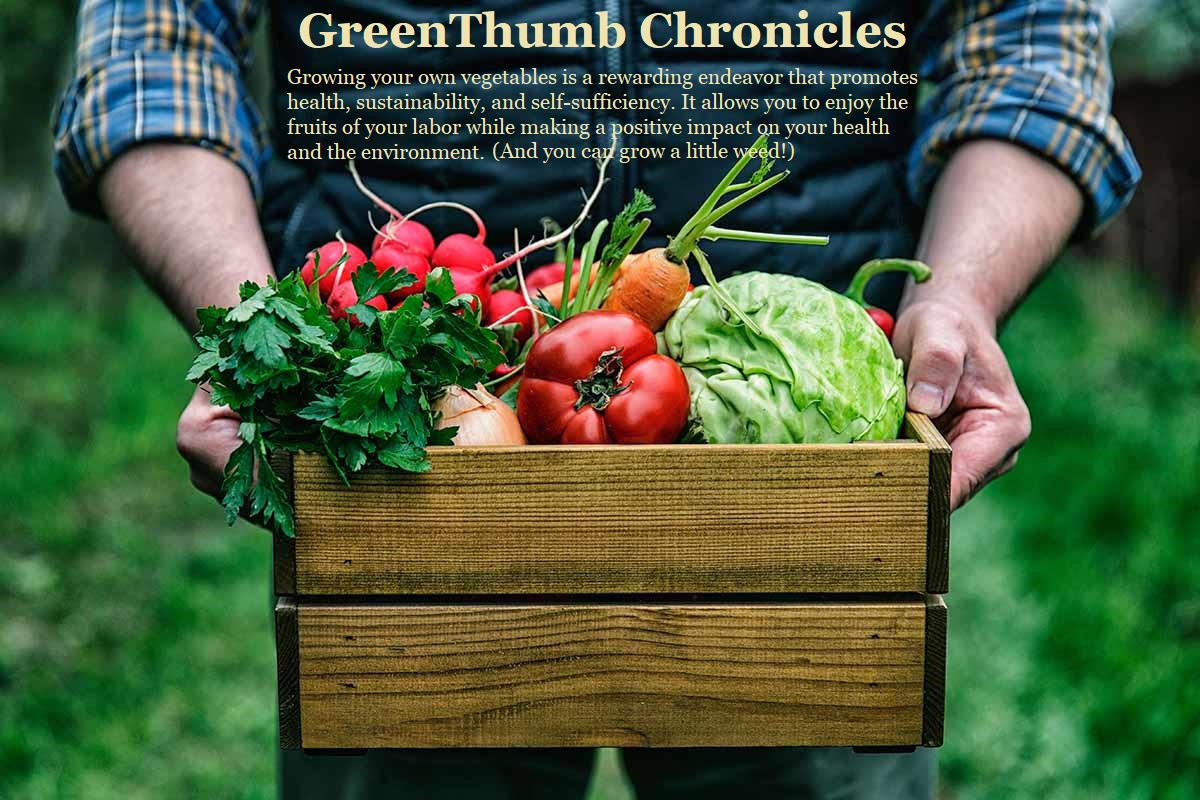 GreenThumb Chronicles
Growing your own vegetables is a rewarding endeavor that promotes
health, sustainability, and self-sufficiency. It allows you to enjoy the
fruits of your labor while making a positive impact on your health
and the environment. (And you can grow a little weed!)